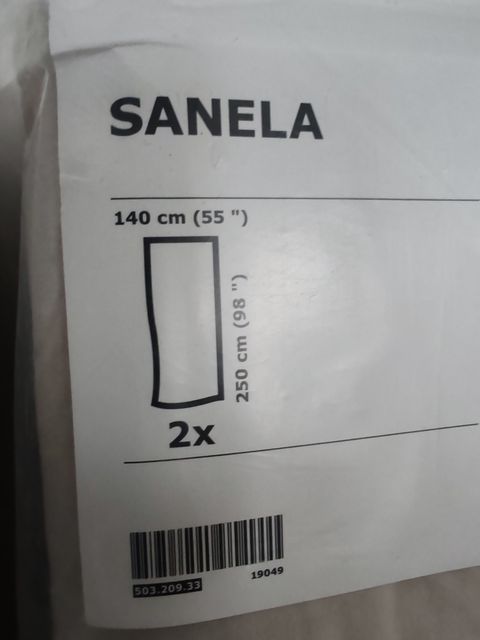 SANELA
140 cm (55 ")
250 cm (98 ")
2x
503.209.33
19049